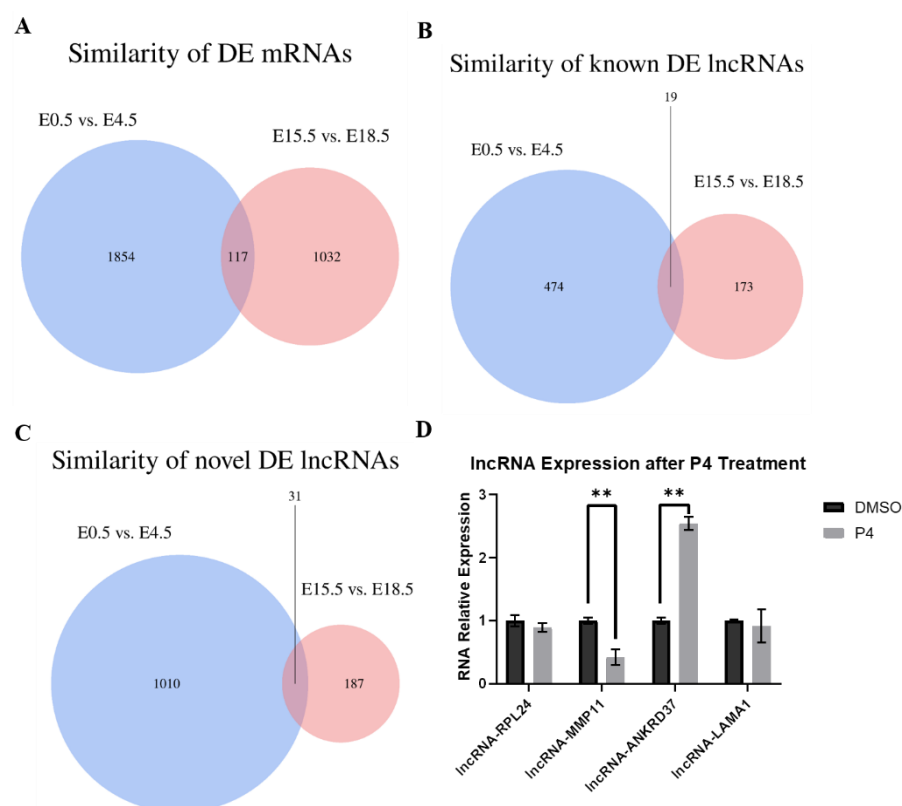 A
Similarity of DE mRNAs
E0.5 vs. E4.5
E15.5 vs. E18.5
1854
117
1032
B
Similarity of known DE lncRNAs
19
E0.5 vs. E4.5
E15.5 vs. E18.5
474
173
C
Similarity of novel DE lncRNAs
31
E0.5 vs. E4.5
E15.5 vs. E18.5
1010
187
D
lncRNA Expression after P4 Treatment
RNA Relative Expression
3
2
1
0
**
**
DMSO
P4
lncRNA-RPL24
lncRNA-MMP11
lncRNA-ANKRD37
lncRNA-LAMA1